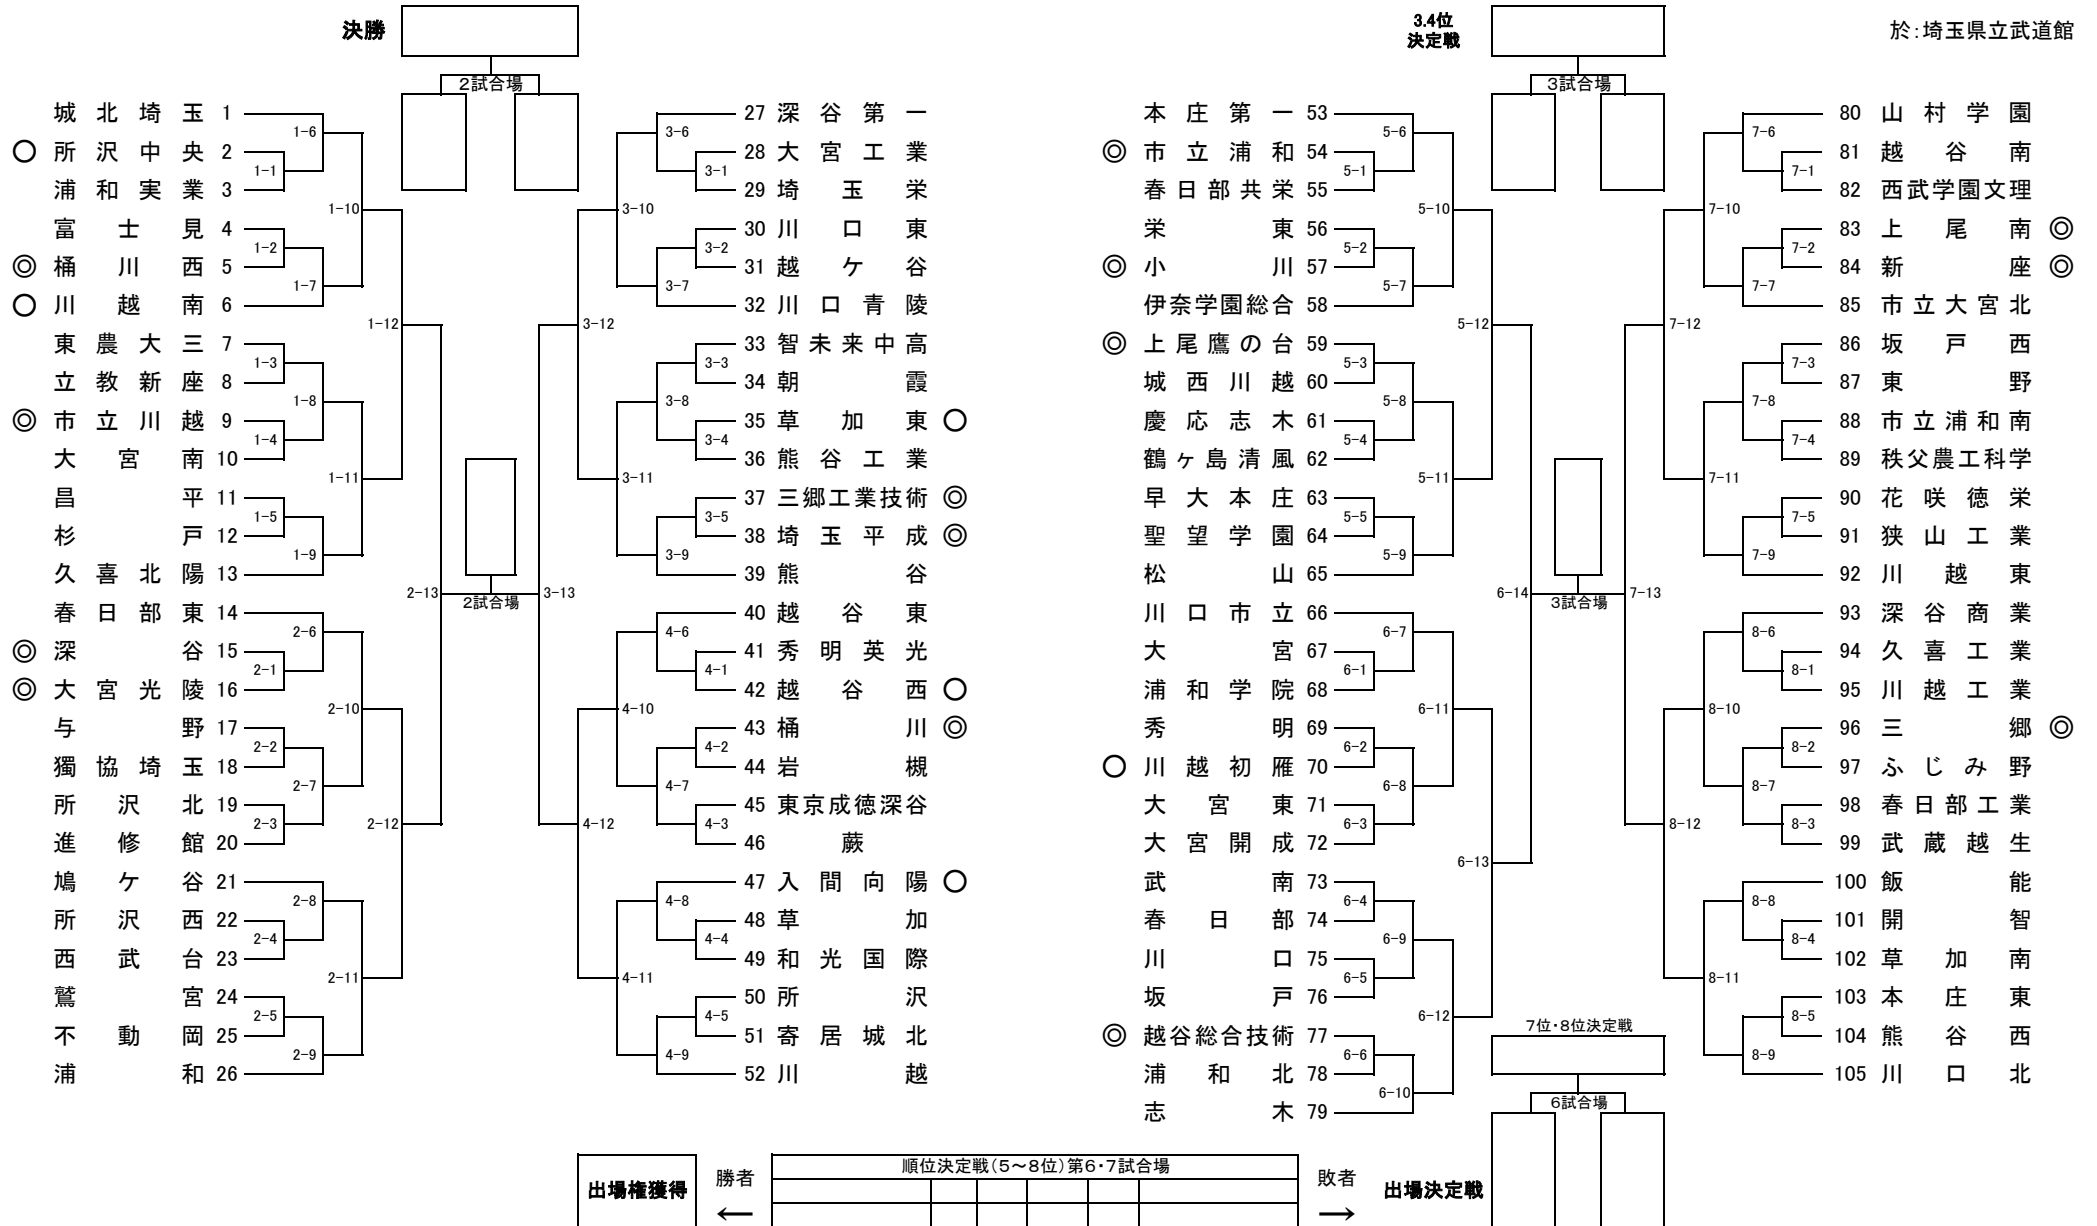 決勝
2試合場
3.4位
決定戦
3試合場
於:埼玉県立武道館
城北埼玉 1
○ 所沢中央 2
浦和実業 3
富士見 4
◎ 桶川西 5
○ 川越南 6
東農大三 7
立教新座 8
◎ 市立川越 9
大宮南 10
昌平 11
杉戸 12
久喜北陽 13
春日部東 14
◎ 深谷 15
◎ 大宮光陵 16
与野 17
獨協埼玉 18
所沢北 19
進修館 20
鳩ケ谷 21
所沢西 22
西武台 23
鷲宮 24
不動岡 25
浦和 26
1-6
1-1
1-10
1-2
1-7
1-12
1-3
1-8
1-4
1-11
1-5
1-9
2-13
2-6
2-1
2-10
2-2
2-7
2-3
2-12
2-8
2-4
2-11
2-5
2-9
2試合場
27 深谷第一
28 大宮工業
29 埼玉栄
30 川口東
31 越ケ谷
32 川口青陵
33 智未来中高
34 朝霞
35 草加東 ○
36 熊谷工業
37 三郷工業技術 ◎
38 埼玉平成 ◎
39 熊谷
40 越谷東
41 秀明英光
42 越谷西 ○
43 桶川 ◎
44 岩槻
45 東京成徳深谷
46 蕨
47 入間向陽 ○
48 草加
49 和光国際
50 所沢
51 寄居城北
52 川越
3-6
3-1
3-10
3-2
3-7
3-12
3-3
3-8
3-4
3-11
3-5
3-9
3-13
4-6
4-1
4-10
4-2
4-7
4-3
4-12
4-8
4-4
4-11
4-5
4-9
本庄第一 53
◎ 市立浦和 54
春日部共栄 55
栄東 56
◎ 小川 57
伊奈学園総合 58
◎ 上尾鷹の台 59
城西川越 60
慶応志木 61
鶴ヶ島清風 62
早大本庄 63
聖望学園 64
松山 65
川口市立 66
大宮 67
浦和学院 68
秀明 69
○ 川越初雁 70
大宮東 71
大宮開成 72
武南 73
春日部 74
川口 75
坂戸 76
◎ 越谷総合技術 77
浦和北 78
志木 79
5-6
5-1
5-10
5-2
5-7
5-12
5-3
5-8
5-4
5-11
5-5
5-9
6-14
6-7
6-1
6-11
6-2
6-8
6-3
6-13
6-4
6-9
6-5
6-12
6-6
6-10
3試合場
80 山村学園
81 越谷南
82 西武学園文理
83 上尾南 ◎
84 新座 ◎
85 市立大宮北
86 坂戸西
87 東野
88 市立浦和南
89 秩父農工科学
90 花咲徳栄
91 狭山工業
92 川越東
93 深谷商業
94 久喜工業
95 川越工業
96 三郷 ◎
97 ふじみ野
98 春日部工業
99 武蔵越生
100 飯能
101 開智
102 草加南
103 本庄東
104 熊谷西
105 川口北
7-6
7-1
7-10
7-2
7-7
7-12
7-3
7-8
7-4
7-11
7-5
7-9
7-13
8-6
8-1
8-10
8-2
8-7
8-3
8-12
8-8
8-4
8-11
8-5
8-9
7位・8位決定戦
6試合場
出場権獲得
勝者
←
順位決定戦(5〜8位)第6・7試合場
敗者
→
出場決定戦